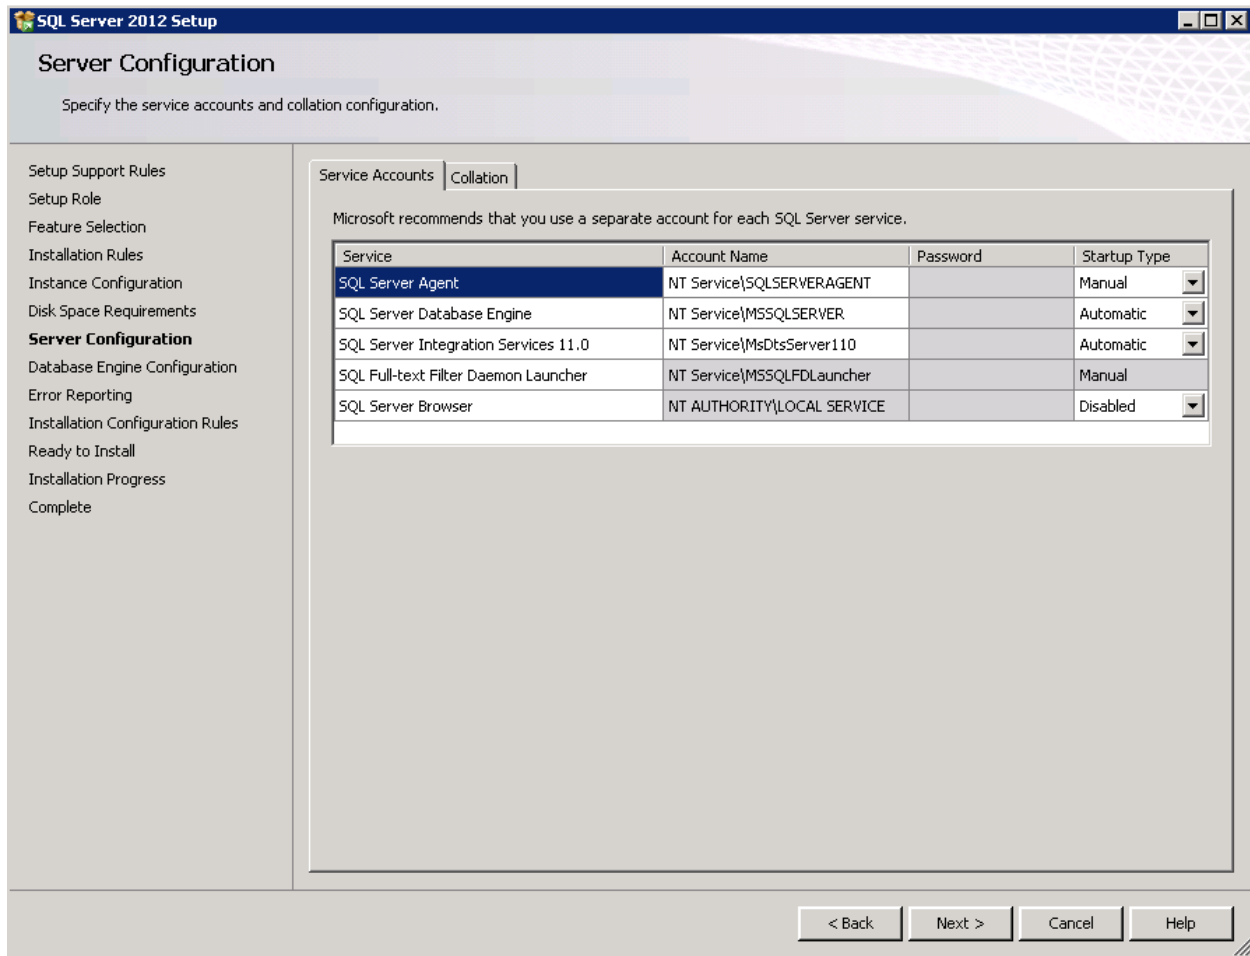 SQL Server 2012 Setup
Server Configuration
Specify the service accounts and collation configuration.
Setup Support Rules
Setup Role
Feature Selection
Installation Rules
Instance Configuration
Disk Space Requirements
Server Configuration
Database Engine Configuration
Error Reporting
Installation Configuration Rules
Ready to Install
Installation Progress
Complete
Service Accounts Collation
Microsoft recommends that you use a separate account for each SQL Server service.
Service Account Name Password Startup Type
SQL Server Agent NT Service\SQLSERVERAGENT Manual
SQL Server Database Engine NT Service\MSSQLSERVER Automatic
SQL Server Integration Services 11.0 NT Service\MsDtsServer110 Automatic
SQL Full-text Filter Daemon Launcher NT Service\MSSQLFDLauncher Manual
SQL Server Browser NT AUTHORITY\LOCAL SERVICE Disabled
< Back Next > Cancel Help